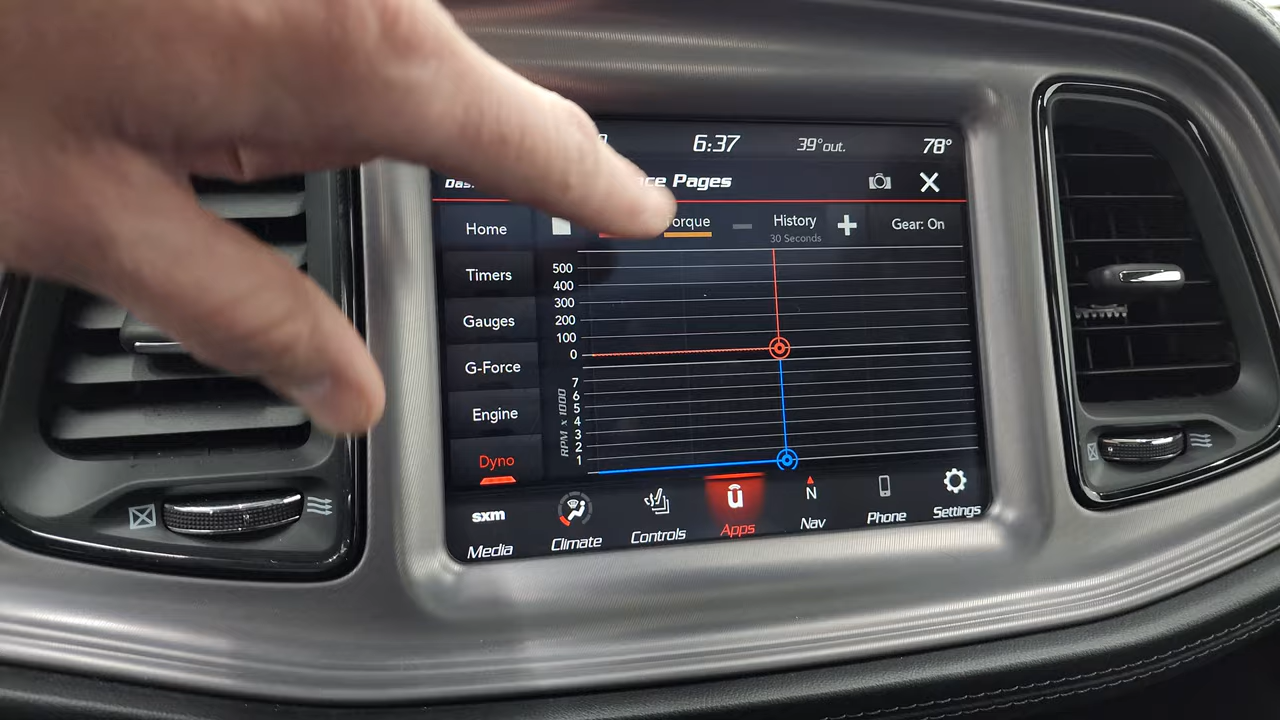 6:37 39°out. 78°
Pages
Home
Timers
Gauges
G-Force
Engine
Dyno
History
30 Seconds
Gear: On
500
400
300
200
100
0
RPM x 1000
7
6
5
4
3
2
1
sxm
Media
Climate
Controls
Apps
N
Nav
Phone
Settings